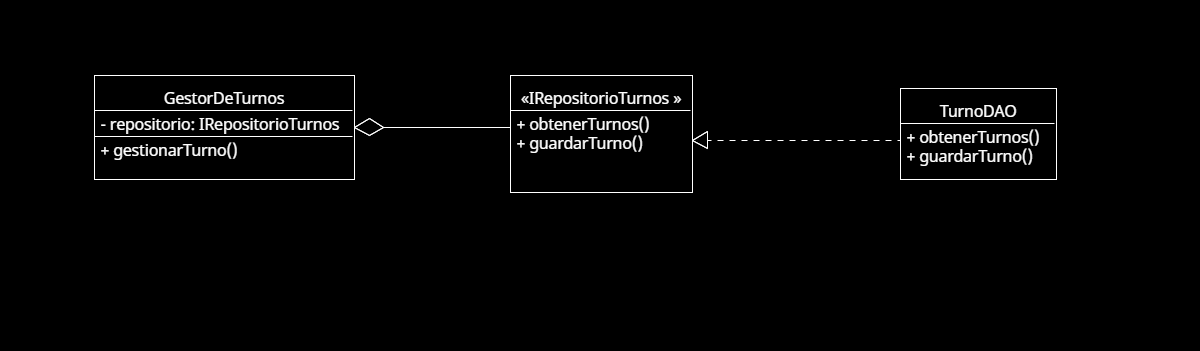 GestorDeTurnos
- repositorio: IRepositorioTurnos
+ gestionarTurno()
«IRepositorioTurnos »
+ obtenerTurnos()
+ guardarTurno()
TurnoDAO
+ obtenerTurnos()
+ guardarTurno()